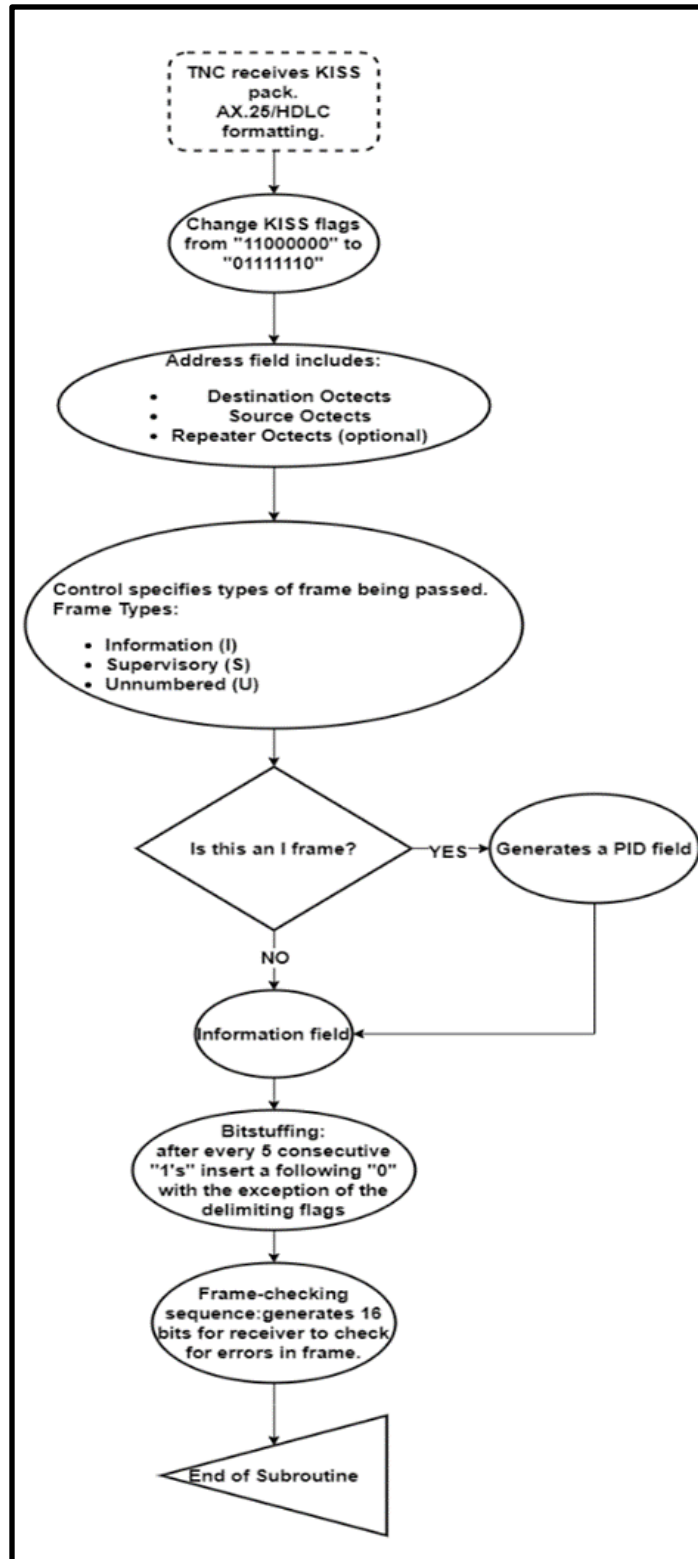 TNC receives KISS
pack.
AX.25/HDLC
formatting.
Change KISS flags
from "11000000" to
"01111110"
Address field includes:
• Destination Octects
• Source Octects
• Repeater Octects (optional)
Control specifies types of frame being passed.
Frame Types:
• Information (I)
• Supervisory (S)
• Unnumbered (U)
Is this an I frame?
YES
Generates a PID field
NO
Information field
Bitstuffing:
after every 5 consecutive
"1's" insert a following "0"
with the exception of the
delimiting flags
Frame-checking
sequence:generates 16
bits for receiver to check
for errors in frame.
End of Subroutine